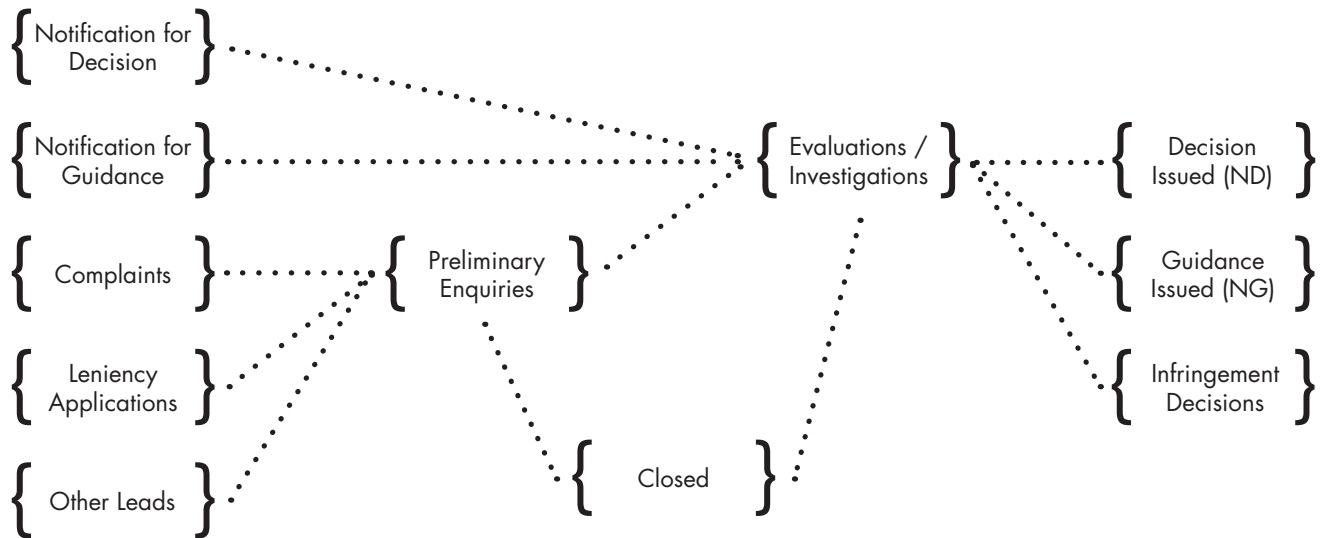 Notification for
Decision
Notification for
Guidance
Complaints
Leniency
Applications
Other Leads
Preliminary
Enquiries
Closed
Evaluations /
Investigations
Decision
Issued (ND)
Guidance
Issued (NG)
Infringement
Decisions